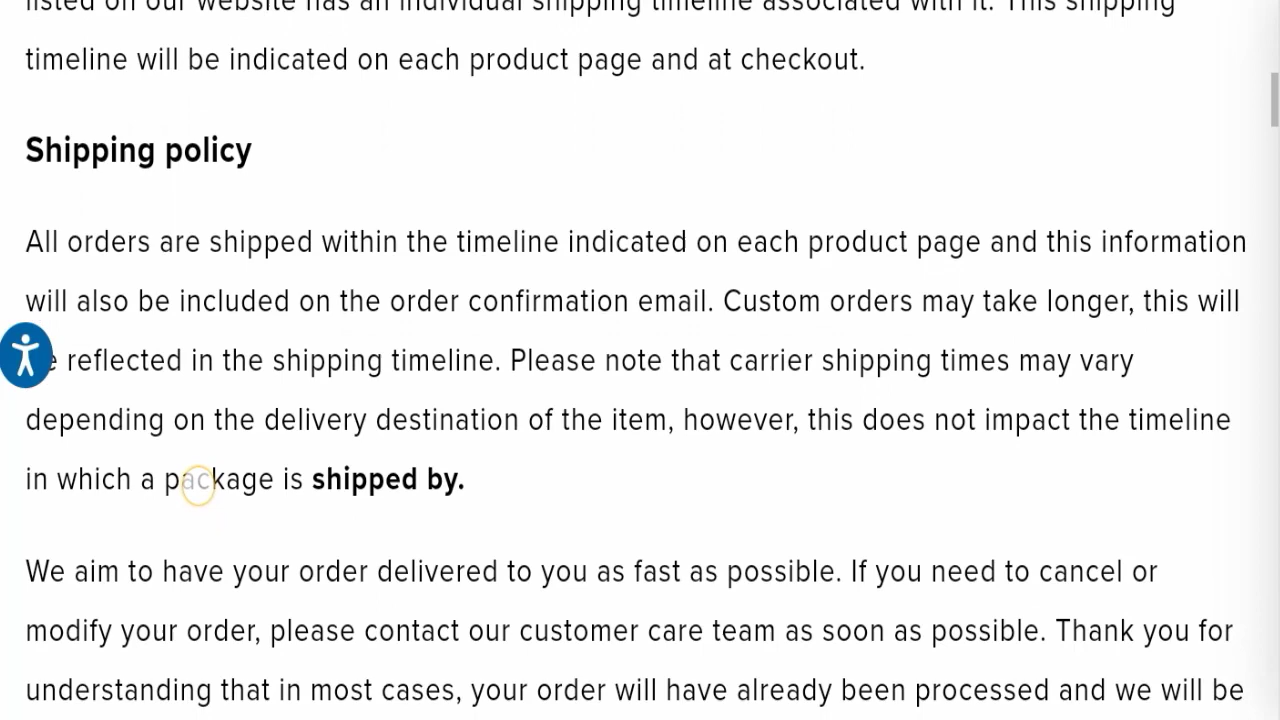 listed on our website has an individual shipping timeline associated with it. This shipping
timeline will be indicated on each product page and at checkout.
Shipping policy
All orders are shipped within the timeline indicated on each product page and this information
will also be included on the order confirmation email. Custom orders may take longer, this will
reflected in the shipping timeline. Please note that carrier shipping times may vary
depending on the delivery destination of the item, however, this does not impact the timeline
in which a package is shipped by.
We aim to have your order delivered to you as fast as possible. If you need to cancel or
modify your order, please contact our customer care team as soon as possible. Thank you for
understanding that in most cases, your order will have already been processed and we will be